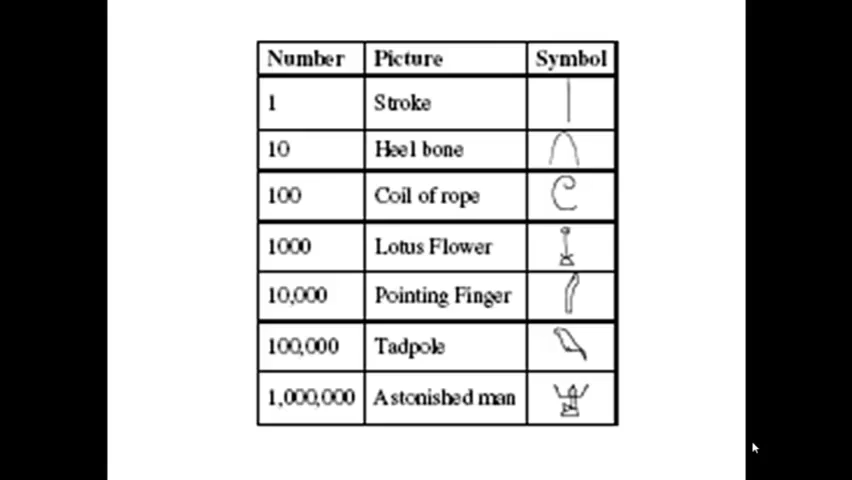 Number Picture Symbol
1 Stroke
10 Heel bone
100 Coil of rope
1000 Lotus Flower
10,000 Pointing Finger
100,000 Tadpole
1,000,000 Astonished man